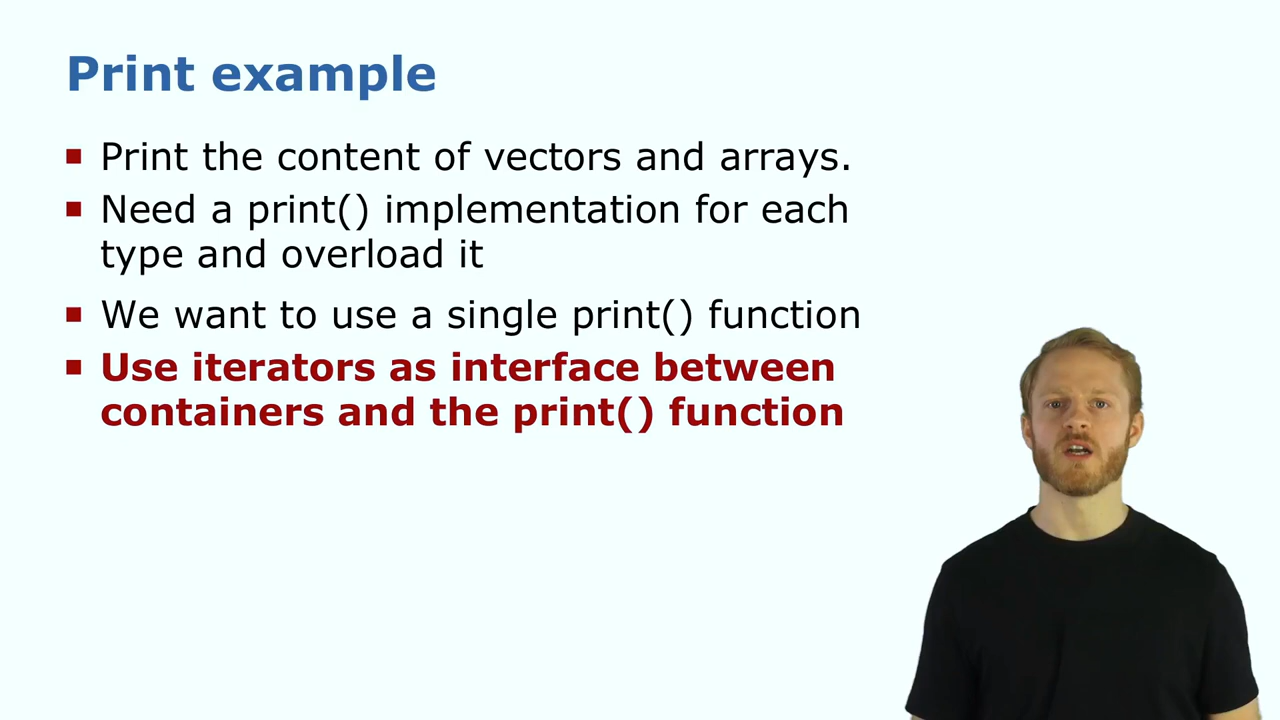 Print example
Print the content of vectors and arrays.
Need a print() implementation for each
type and overload it
We want to use a single print() function
Use iterators as interface between
containers and the print() function